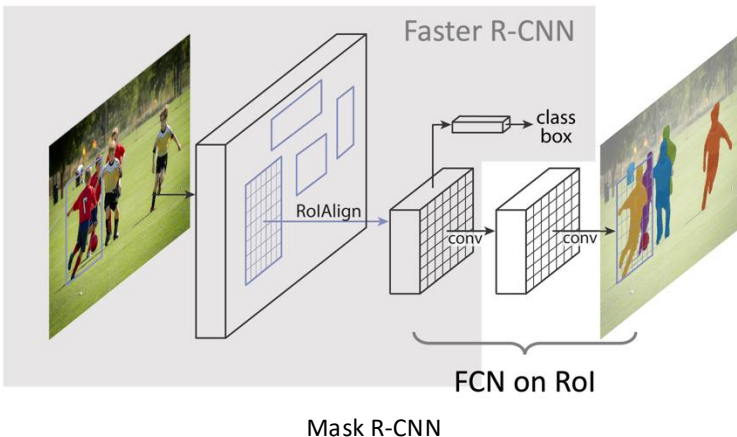 Faster R-CNN
class
box
RoIAlign
conv
conv
FCN on RoI
Mask R-CNN